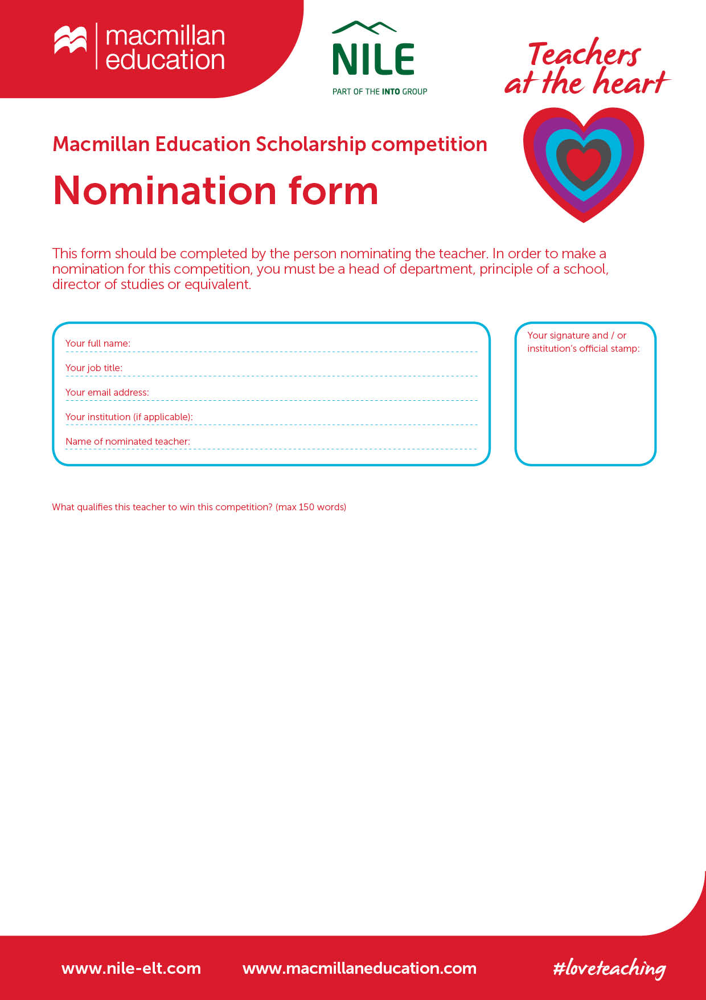 macmillan
education
NILE
PART OF THE INTO GROUP
Teachers
at the heart
Macmillan Education Scholarship competition
Nomination form
This form should be completed by the person nominating the teacher. In order to make a
nomination for this competition, you must be a head of department, principle of a school,
director of studies or equivalent.
Your full name:
Your job title:
Your email address:
Your institution (if applicable):
Name of nominated teacher:
Your signature and / or
institution's official stamp:
What qualifies this teacher to win this competition? (max 150 words)
www.nile-elt.com
www.macmillaneducation.com
#loveteaching